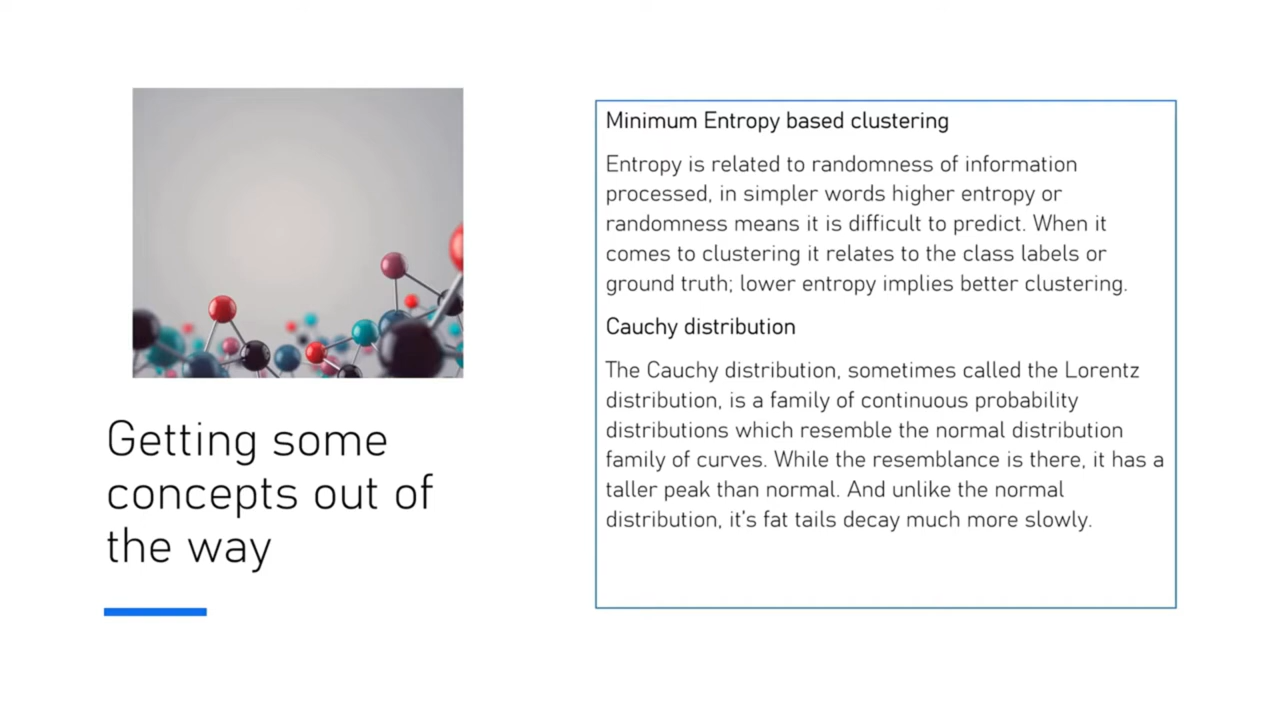 Getting some
concepts out of
the way
Minimum Entropy based clustering
Entropy is related to randomness of information
processed, in simpler words higher entropy or
randomness means it is difficult to predict. When it
comes to clustering it relates to the class labels or
ground truth; lower entropy implies better clustering.
Cauchy distribution
The Cauchy distribution, sometimes called the Lorentz
distribution, is a family of continuous probability
distributions which resemble the normal distribution
family of curves. While the resemblance is there, it has a
taller peak than normal. And unlike the normal
distribution, it's fat tails decay much more slowly.